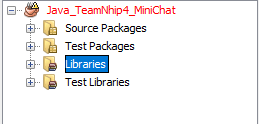 Java_TeamNhip4_MiniChat
Source Packages
Test Packages
Libraries
Test Libraries